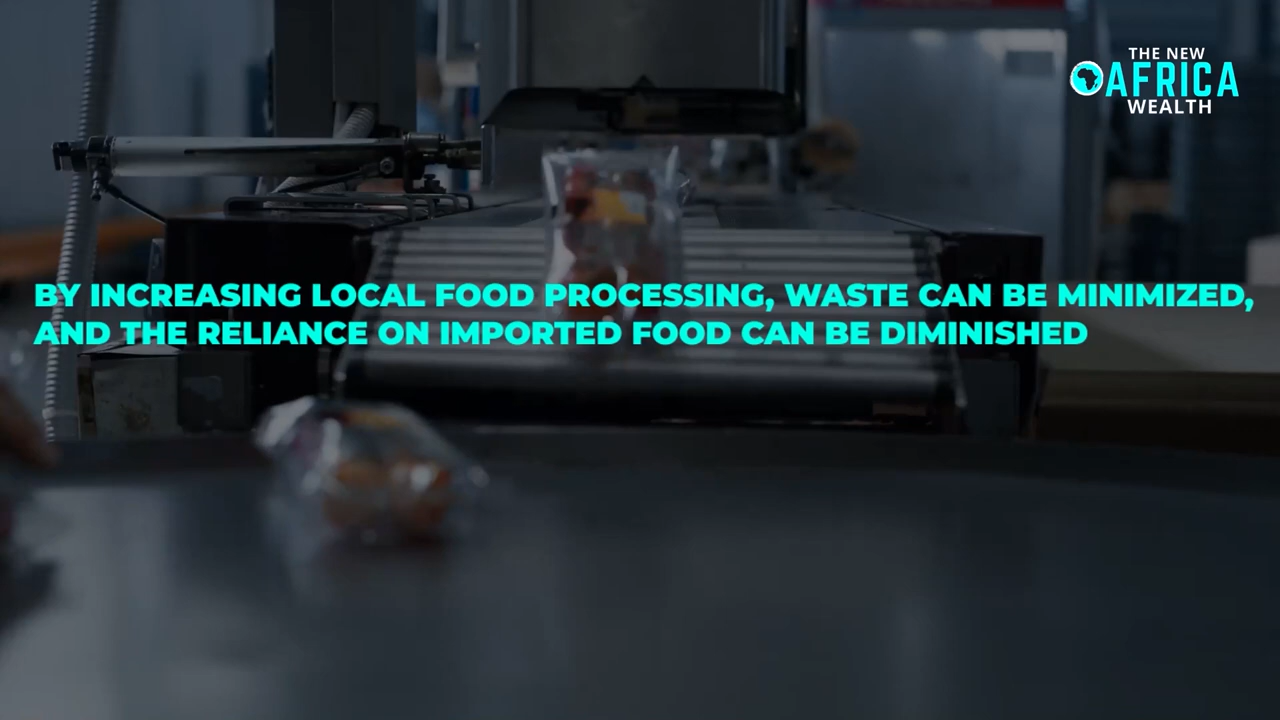 THE NEW
AFRICA
WEALTH
BY INCREASING LOCAL FOOD PROCESSING, WASTE CAN BE MINIMIZED,
AND THE RELIANCE ON IMPORTED FOOD CAN BE DIMINISHED